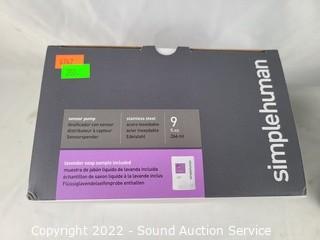 simplehuman
sensor pump
dosificador con sensor
distributeur à capteur
Sensorspender
stainless steel
acero inoxidable
acier inoxydable
Edelstahl
9
fl.oz.
266 ml
lavender soap sample included
muestra de jabón líquido de lavanda incluido
échantillon de savon liquide à la lavande inclus
Flüssiglavendelseifenprobe enthalten
Copyright 2022 - Sound Auction Service